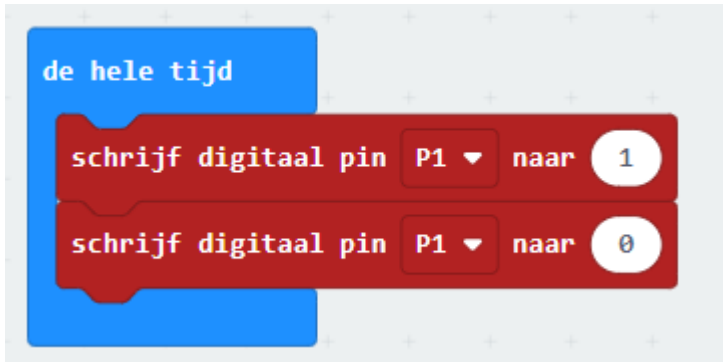 de hele tijd
schrijf digitaal pin P1 naar 1
schrijf digitaal pin P1 naar 0